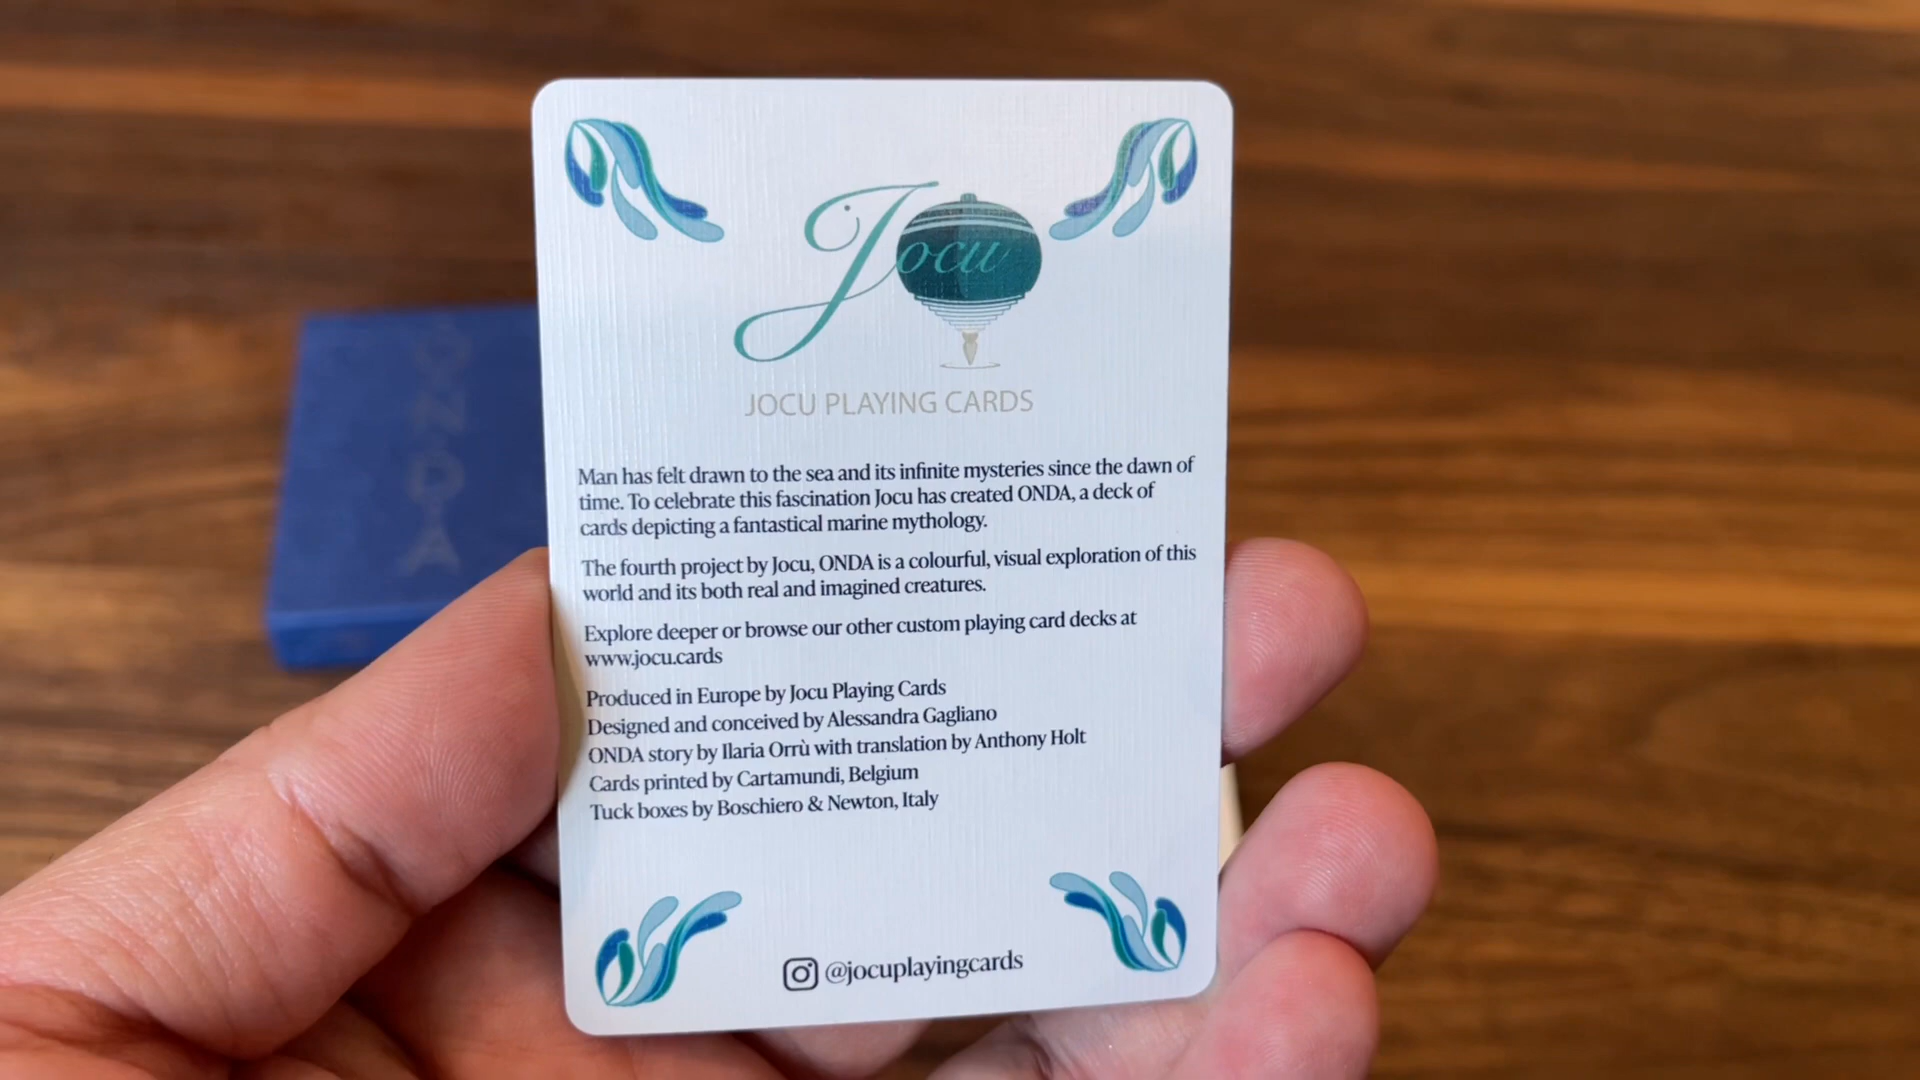 Jocu
JOCU PLAYING CARDS
Man has felt drawn to the sea and its infinite mysteries since the dawn of
time. To celebrate this fascination Jocu has created ONDA, a deck of
cards depicting a fantastical marine mythology.
The fourth project by Jocu, ONDA is a colourful, visual exploration of this
world and its both real and imagined creatures.
Explore deeper or browse our other custom playing card decks at
www.jocu.cards
Produced in Europe by Jocu Playing Cards
Designed and conceived by Alessandra Gagliano
ONDA story by Ilaria Orrù with translation by Anthony Holt
Cards printed by Cartamundi, Belgium
Tuck boxes by Boschiero & Newton, Italy
@jocuplayingcards
ONDA